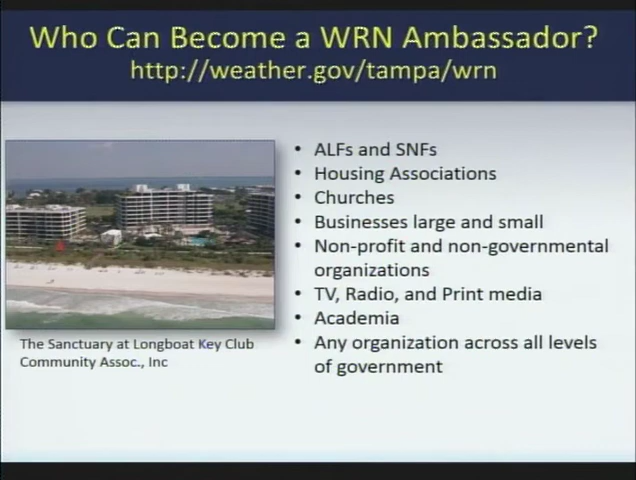 Who Can Become a WRN Ambassador?
http://weather.gov/tampa/wrn
• ALFs and SNFs
• Housing Associations
• Churches
• Businesses large and small
• Non-profit and non-governmental
organizations
• TV, Radio, and Print media
• Academia
• Any organization across all levels
of government
The Sanctuary at Longboat Key Club
Community Assoc., Inc